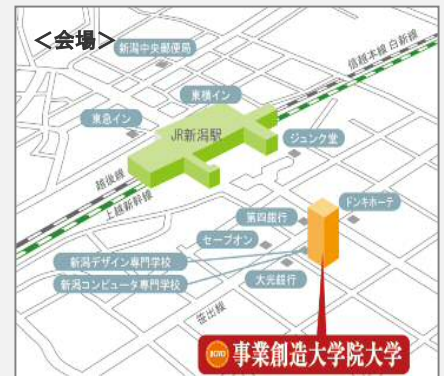 ＜会場＞
新潟中央郵便局
信越本線 白新線
東横イン
東急イン
JR新潟駅
ジュンク堂
越後線
上越新幹線
ドンキホーテ
第四銀行
セーブオン
新潟デザイン専門学校
大光銀行
新潟コンピュータ専門学校
笹出線
事業創造大学院大学